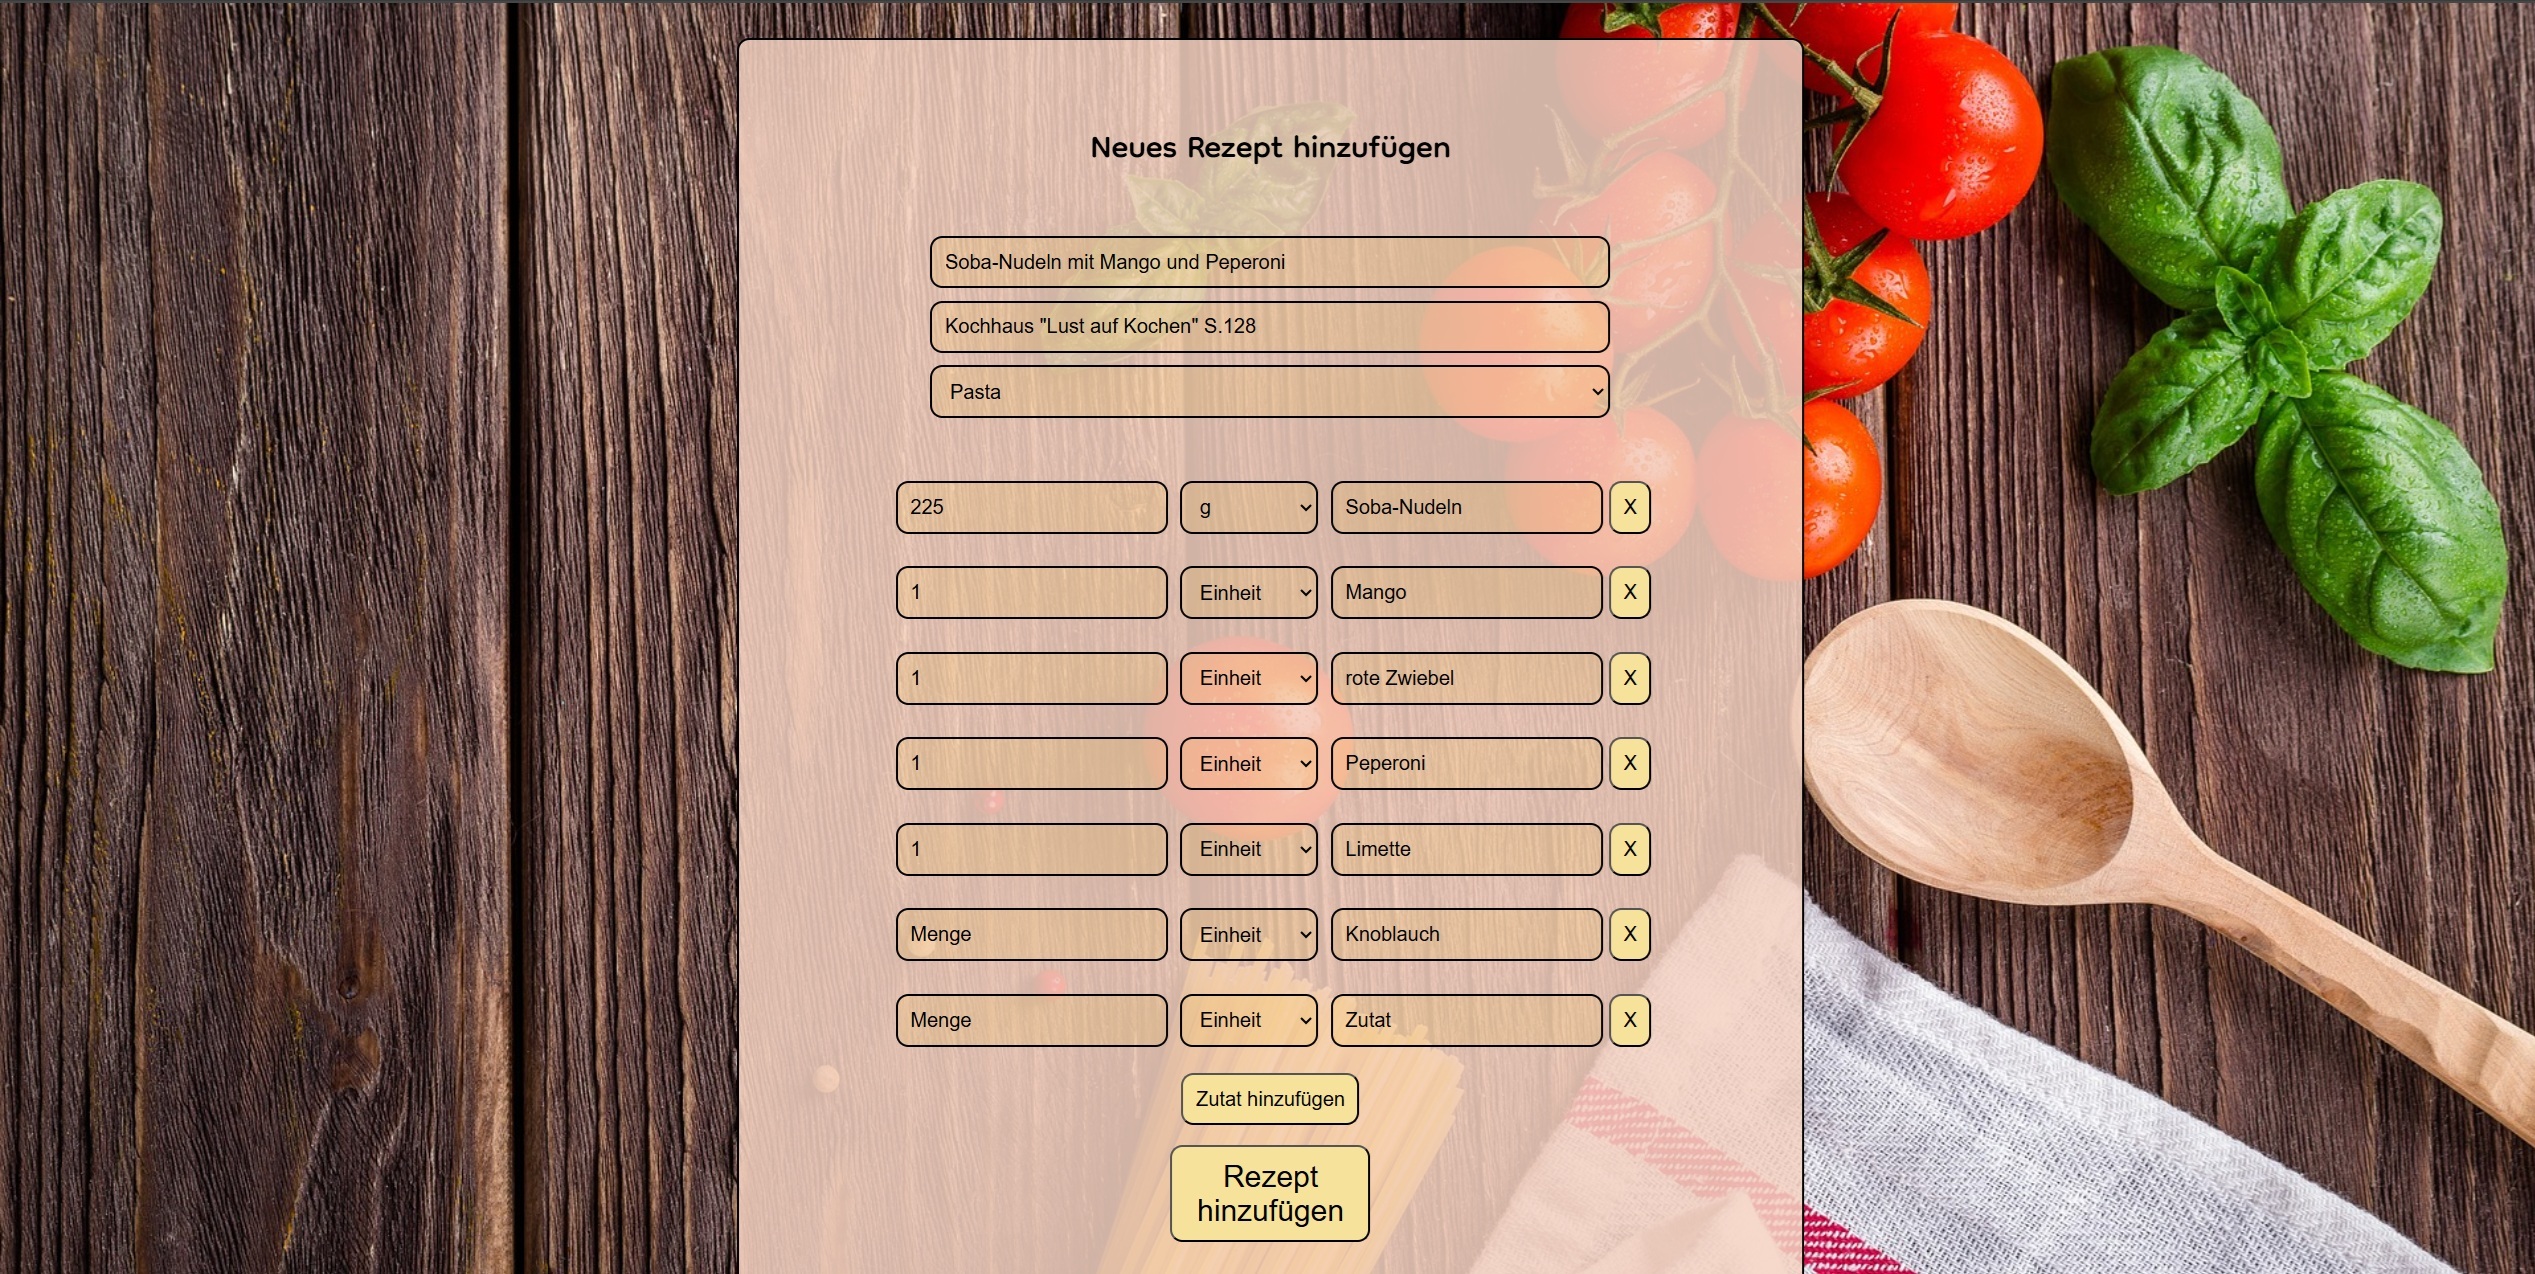 Neues Rezept hinzufügen
Soba-Nudeln mit Mango und Peperoni
Kochhaus "Lust auf Kochen" S.128
Pasta
225 g Soba-Nudeln X
1 Einheit Mango X
1 Einheit rote Zwiebel X
1 Einheit Peperoni X
1 Einheit Limette X
Menge Einheit Knoblauch X
Menge Einheit Zutat X
Zutat hinzufügen
Rezept
hinzufügen